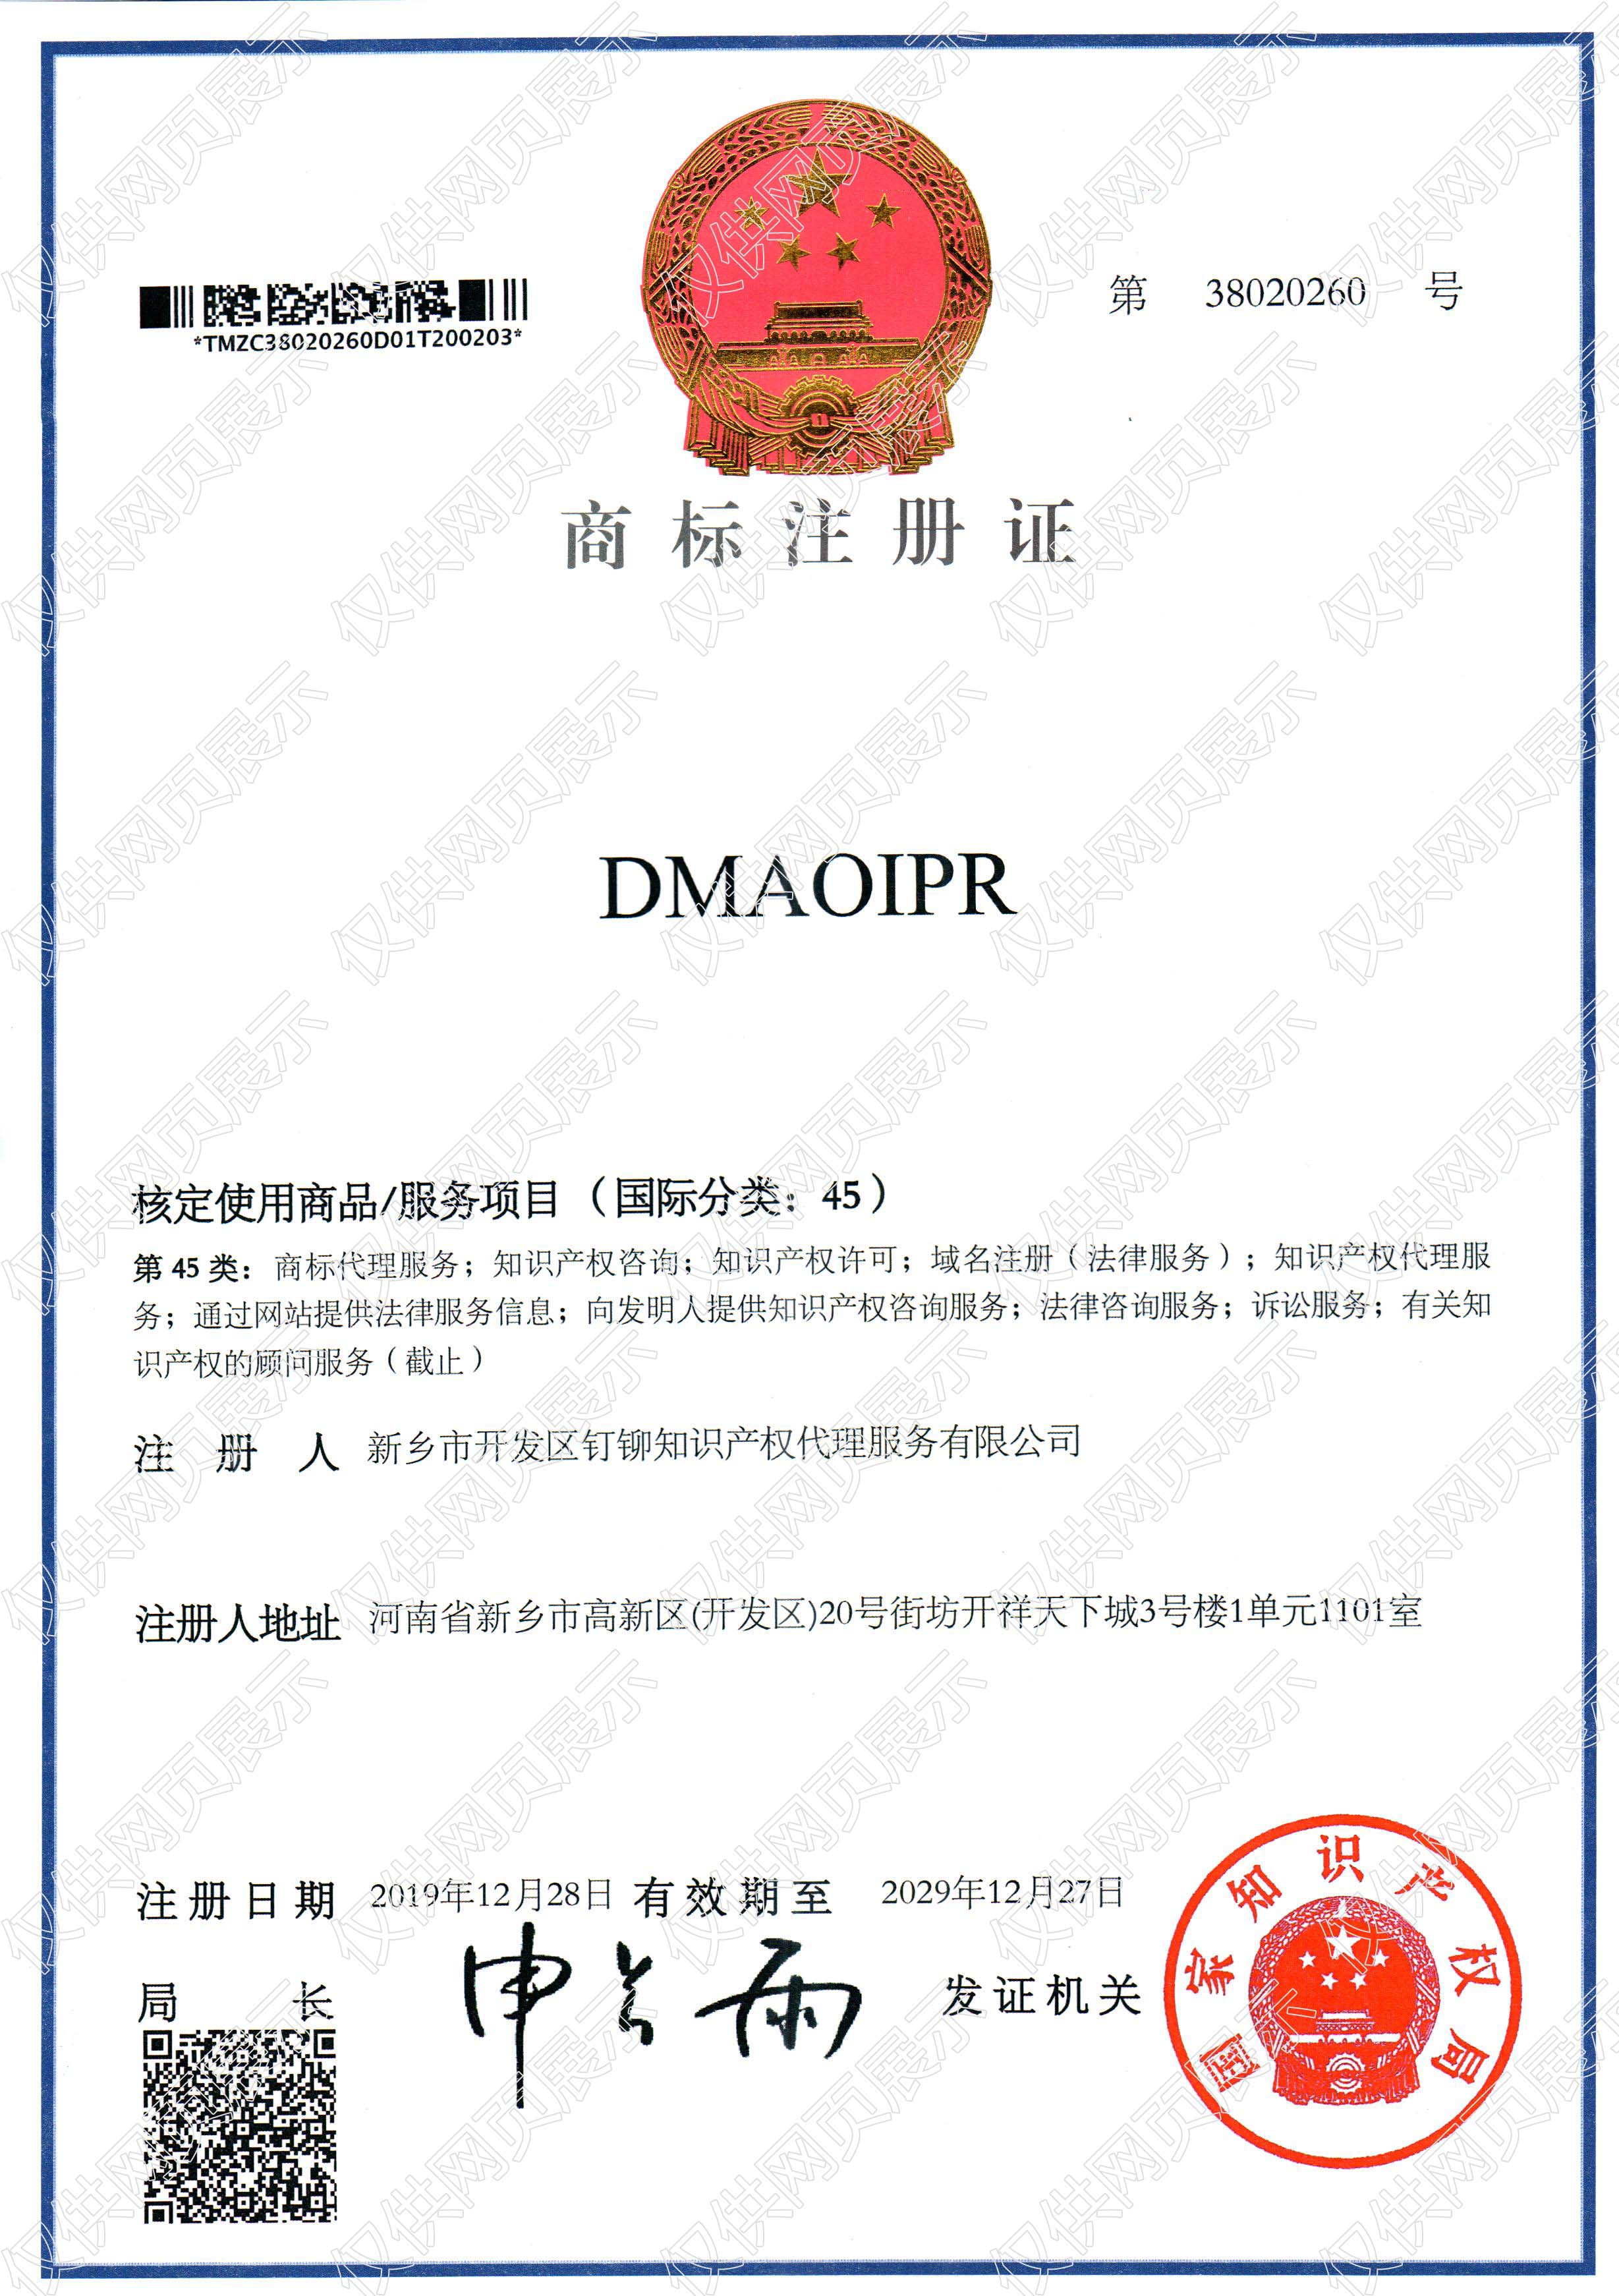 *TMZC38020260D01T200203*
第 38020260 号
商标注册证
DMAOIPR
核定使用商品/服务项目（国际分类：45）
第 45 类：商标代理服务；知识产权咨询；知识产权许可；域名注册（法律服务）；知识产权代理服
务；通过网站提供法律服务信息；向发明人提供知识产权咨询服务；法律咨询服务；诉讼服务；有关知
识产权的顾问服务（截止）
注 册 人 新乡市开发区钉铆知识产权代理服务有限公司
注册人地址 河南省新乡市高新区(开发区)20号街坊开祥天下城3号楼1单元1101室
注册日期 2019年12月28日 有效期至 2029年12月27日
局 长 申长雨 发证机关
国家知识产权局
仅供网页展示